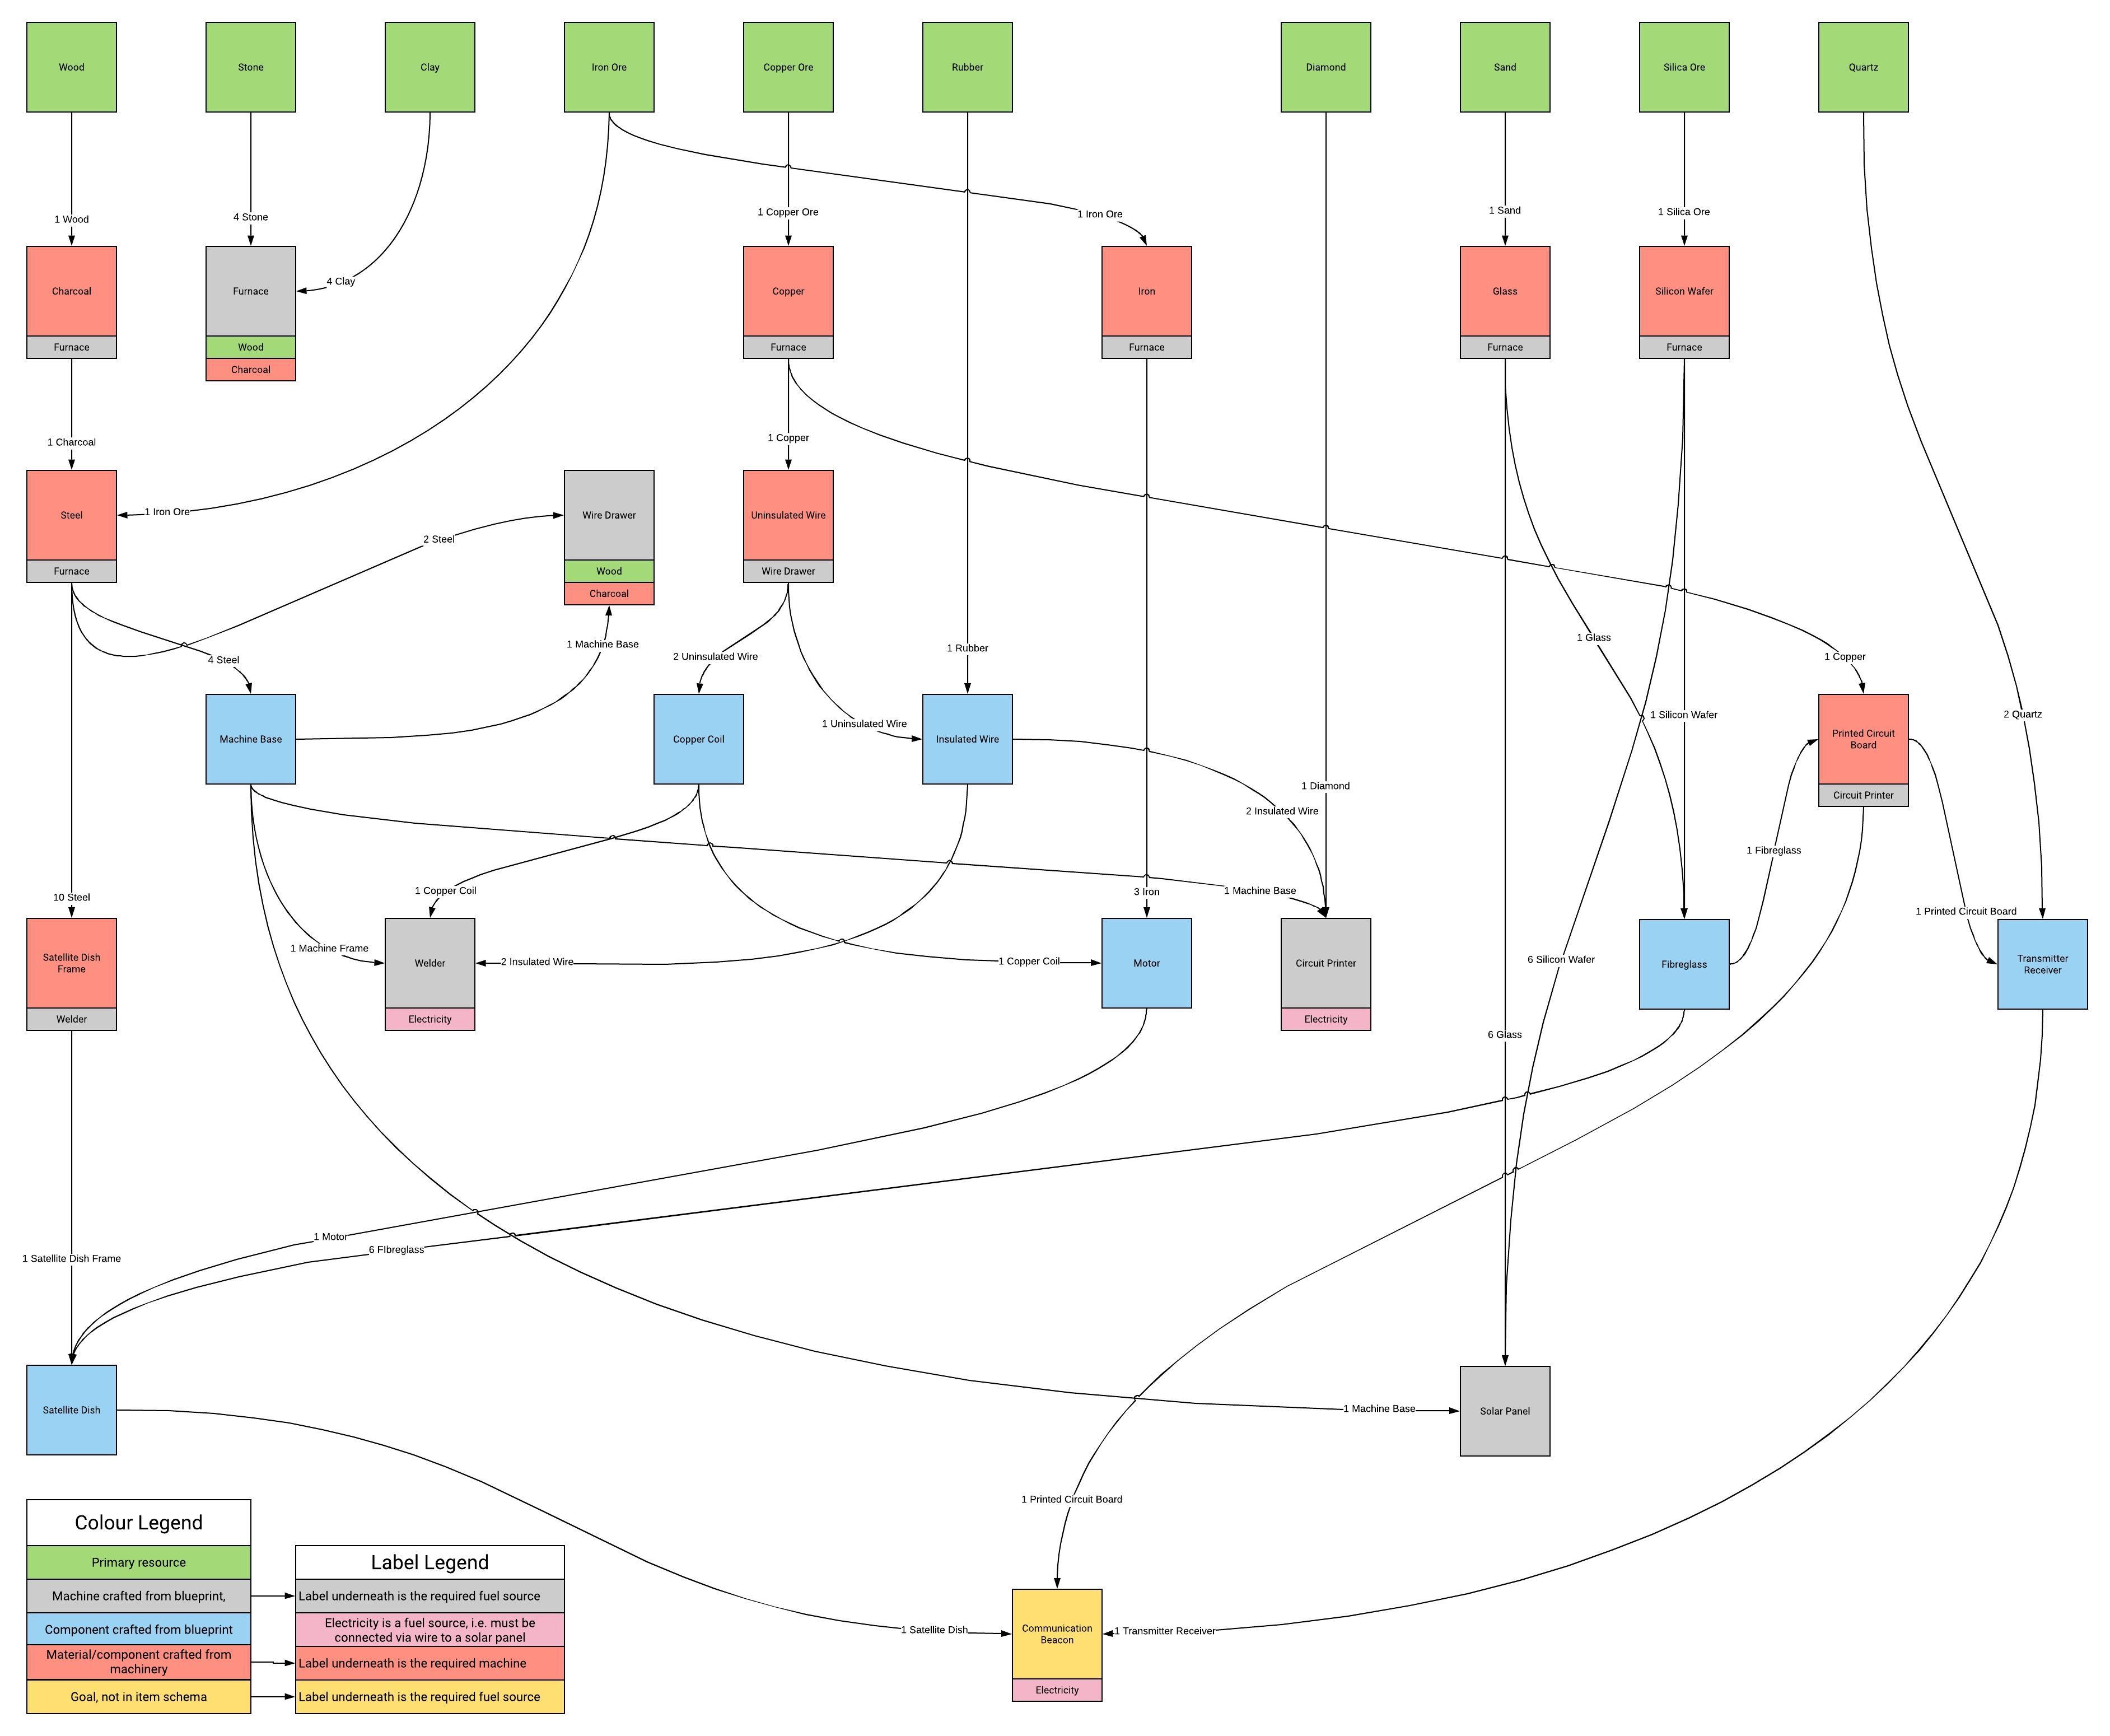 Wood
Stone
Clay
Iron Ore
Copper Ore
Rubber
Diamond
Sand
Silica Ore
Quartz
1 Wood
4 Stone
4 Clay
1 Copper Ore
1 Iron Ore
1 Sand
1 Silica Ore
Charcoal
Furnace
Furnace
Wood
Charcoal
Copper
Furnace
Iron
Furnace
Glass
Furnace
Silicon Wafer
Furnace
1 Charcoal
1 Iron Ore
2 Steel
1 Copper
Steel
Furnace
Wire Drawer
Wood
Charcoal
Uninsulated Wire
Wire Drawer
4 Steel
1 Machine Base
2 Uninsulated Wire
1 Uninsulated Wire
1 Rubber
1 Glass
1 Silicon Wafer
1 Copper
2 Quartz
Machine Base
Copper Coil
Insulated Wire
Printed Circuit
Board
Circuit Printer
1 Diamond
2 Insulated Wire
1 Fibreglass
10 Steel
1 Copper Coil
3 Iron
1 Machine Base
1 Printed Circuit Board
1 Machine Frame
2 Insulated Wire
1 Copper Coil
6 Silicon Wafer
Satellite Dish
Frame
Welder
Welder
Electricity
Motor
Circuit Printer
Electricity
Fibreglass
Transmitter
Receiver
6 Glass
1 Motor
6 FIbreglass
1 Satellite Dish Frame
Satellite Dish
1 Machine Base
Solar Panel
1 Printed Circuit Board
1 Satellite Dish
Communication
Beacon
Electricity
1 Transmitter Receiver
Colour Legend
Primary resource
Machine crafted from blueprint,
Component crafted from blueprint
Material/component crafted from
machinery
Goal, not in item schema
Label Legend
Label underneath is the required fuel source
Electricity is a fuel source, i.e. must be
connected via wire to a solar panel
Label underneath is the required machine
Label underneath is the required fuel source